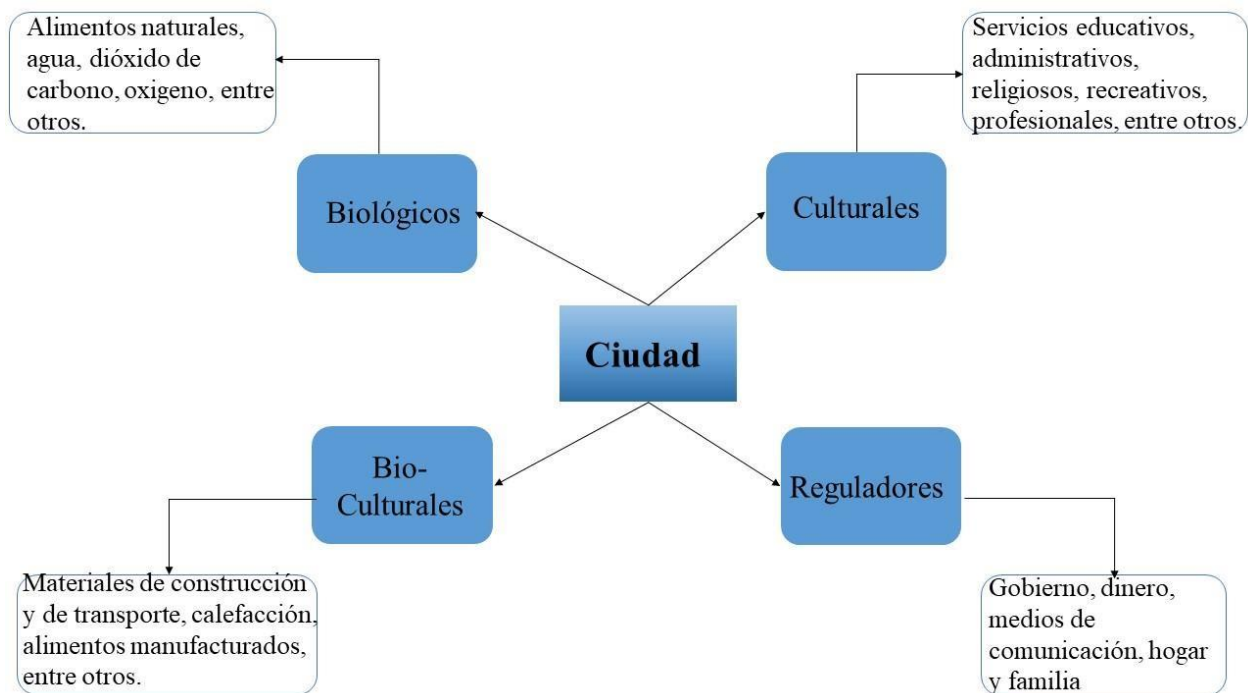 Alimentos naturales,
agua, dióxido de
carbono, oxigeno, entre
otros.
Servicios educativos,
administrativos,
religiosos, recreativos,
profesionales, entre otros.
Biológicos
Culturales
Ciudad
Bio-
Culturales
Reguladores
Materiales de construcción
y de transporte, calefacción,
alimentos manufacturados,
entre otros.
Gobierno, dinero,
medios de
comunicación, hogar
y familia